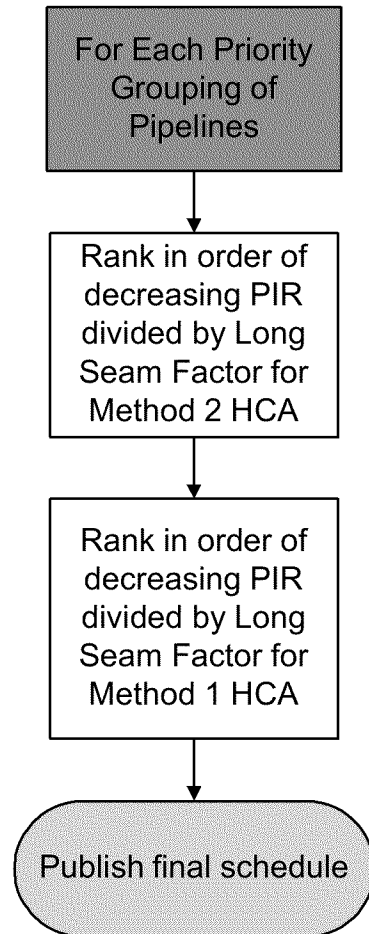 For Each Priority
Grouping of
Pipelines
Rank in order of
decreasing PIR
divided by Long
Seam Factor for
Method 2 HCA
Rank in order of
decreasing PIR
divided by Long
Seam Factor for
Method 1 HCA
Publish final schedule